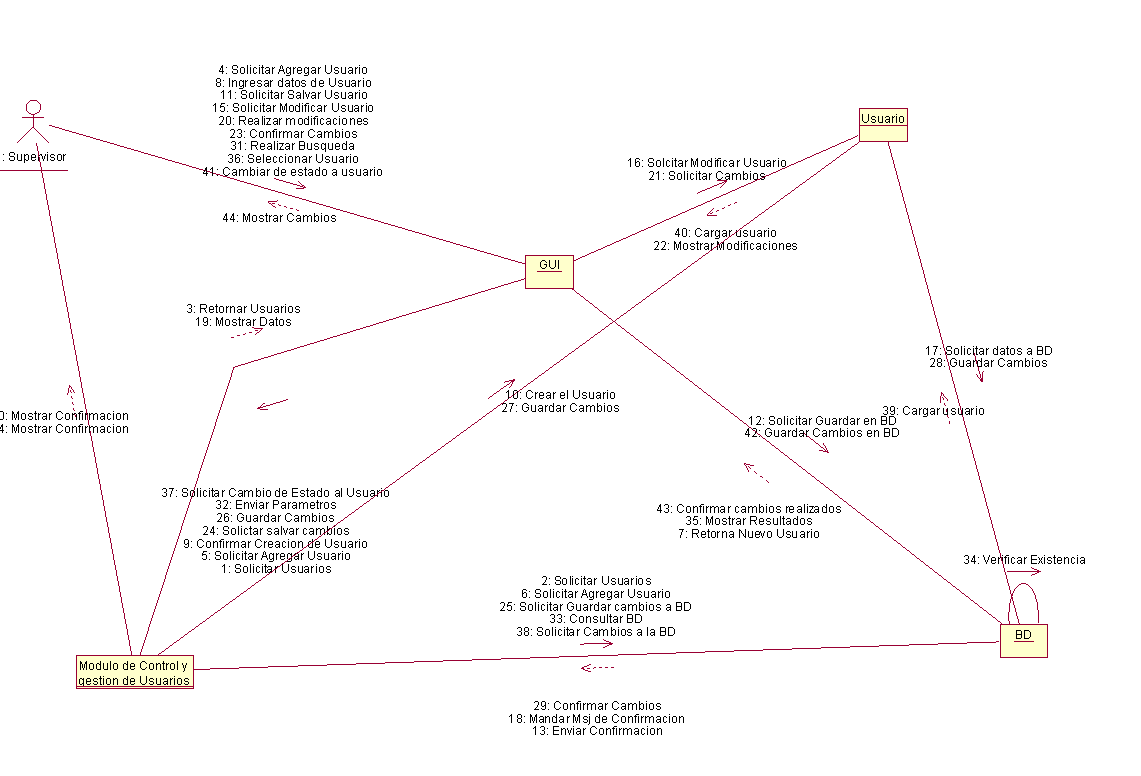 4: Solicitar Agregar Usuario
8: Ingresar datos de Usuario
11: Solicitar Salvar Usuario
15: Solicitar Modificar Usuario
20: Realizar modificaciones
23: Confirmar Cambios
31: Realizar Busqueda
36: Seleccionar Usuario
41: Cambiar de estado a usuario
: Supervisor
44: Mostrar Cambios
Usuario
16: Solcitar Modificar Usuario
21: Solicitar Cambios
40: Cargar usuario
22: Mostrar Modificaciones
GUI
3: Retornar Usuarios
19: Mostrar Datos
17: Solicitar datos a BD
28: Guardar Cambios
39: Cargar usuario
10: Crear el Usuario
27: Guardar Cambios
0: Mostrar Confirmacion
4: Mostrar Confirmacion
12: Solicitar Guardar en BD
42: Guardar Cambios en BD
37: Solicitar Cambio de Estado al Usuario
32: Enviar Parametros
26: Guardar Cambios
24: Solictar salvar cambios
9: Confirmar Creacion de Usuario
5: Solicitar Agregar Usuario
1: Solicitar Usuarios
43: Confirmar cambios realizados
35: Mostrar Resultados
7: Retorna Nuevo Usuario
34: Verificar Existencia
2: Solicitar Usuarios
6: Solicitar Agregar Usuario
25: Solicitar Guardar cambios a BD
33: Consultar BD
38: Solicitar Cambios a la BD
BD
Modulo de Control y
gestion de Usuarios
29: Confirmar Cambios
18: Mandar Msj de Confirmacion
13: Enviar Confirmacion